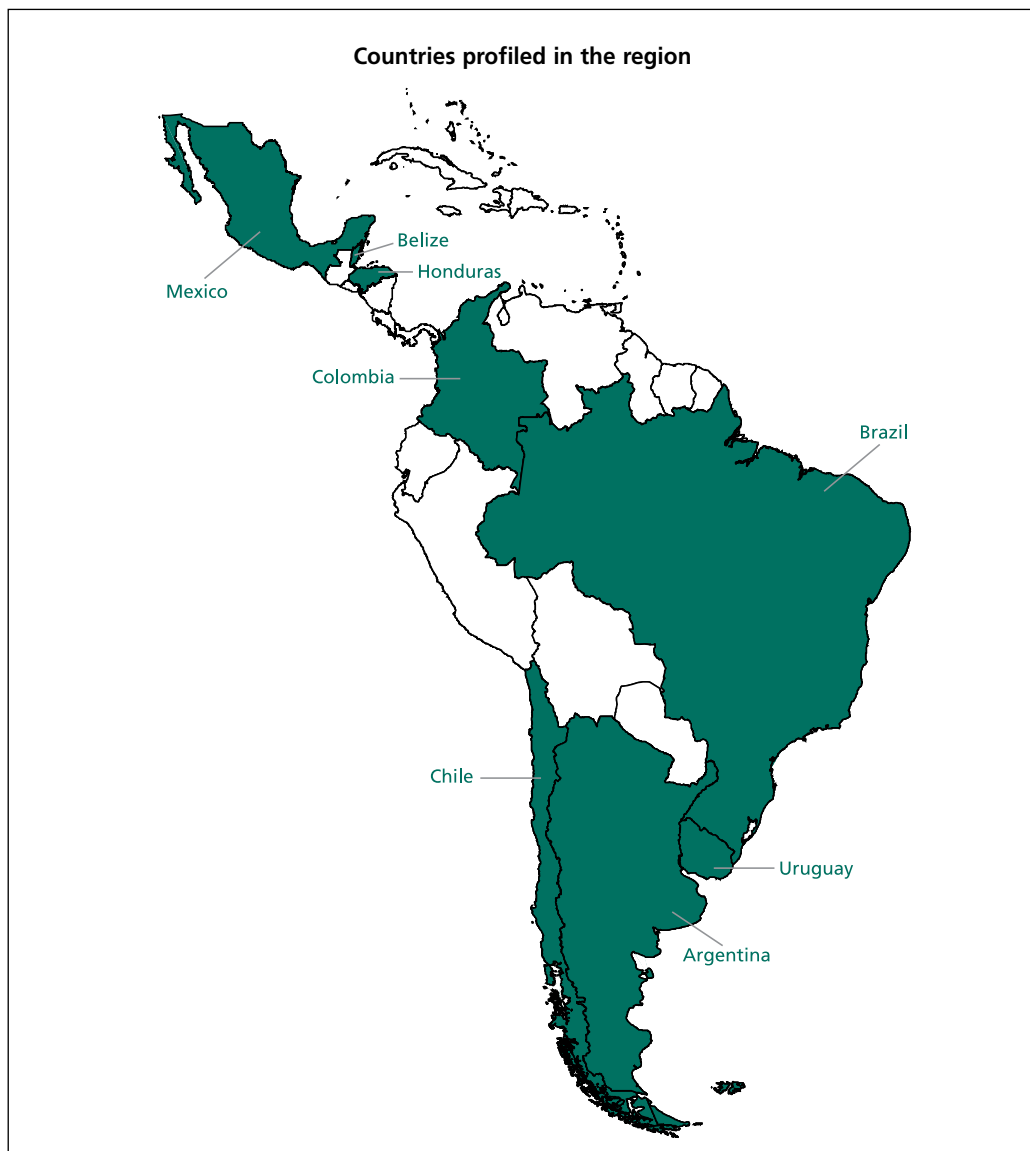 Countries profiled in the region
Belize
Honduras
Mexico
Colombia
Brazil
Chile
Uruguay
Argentina